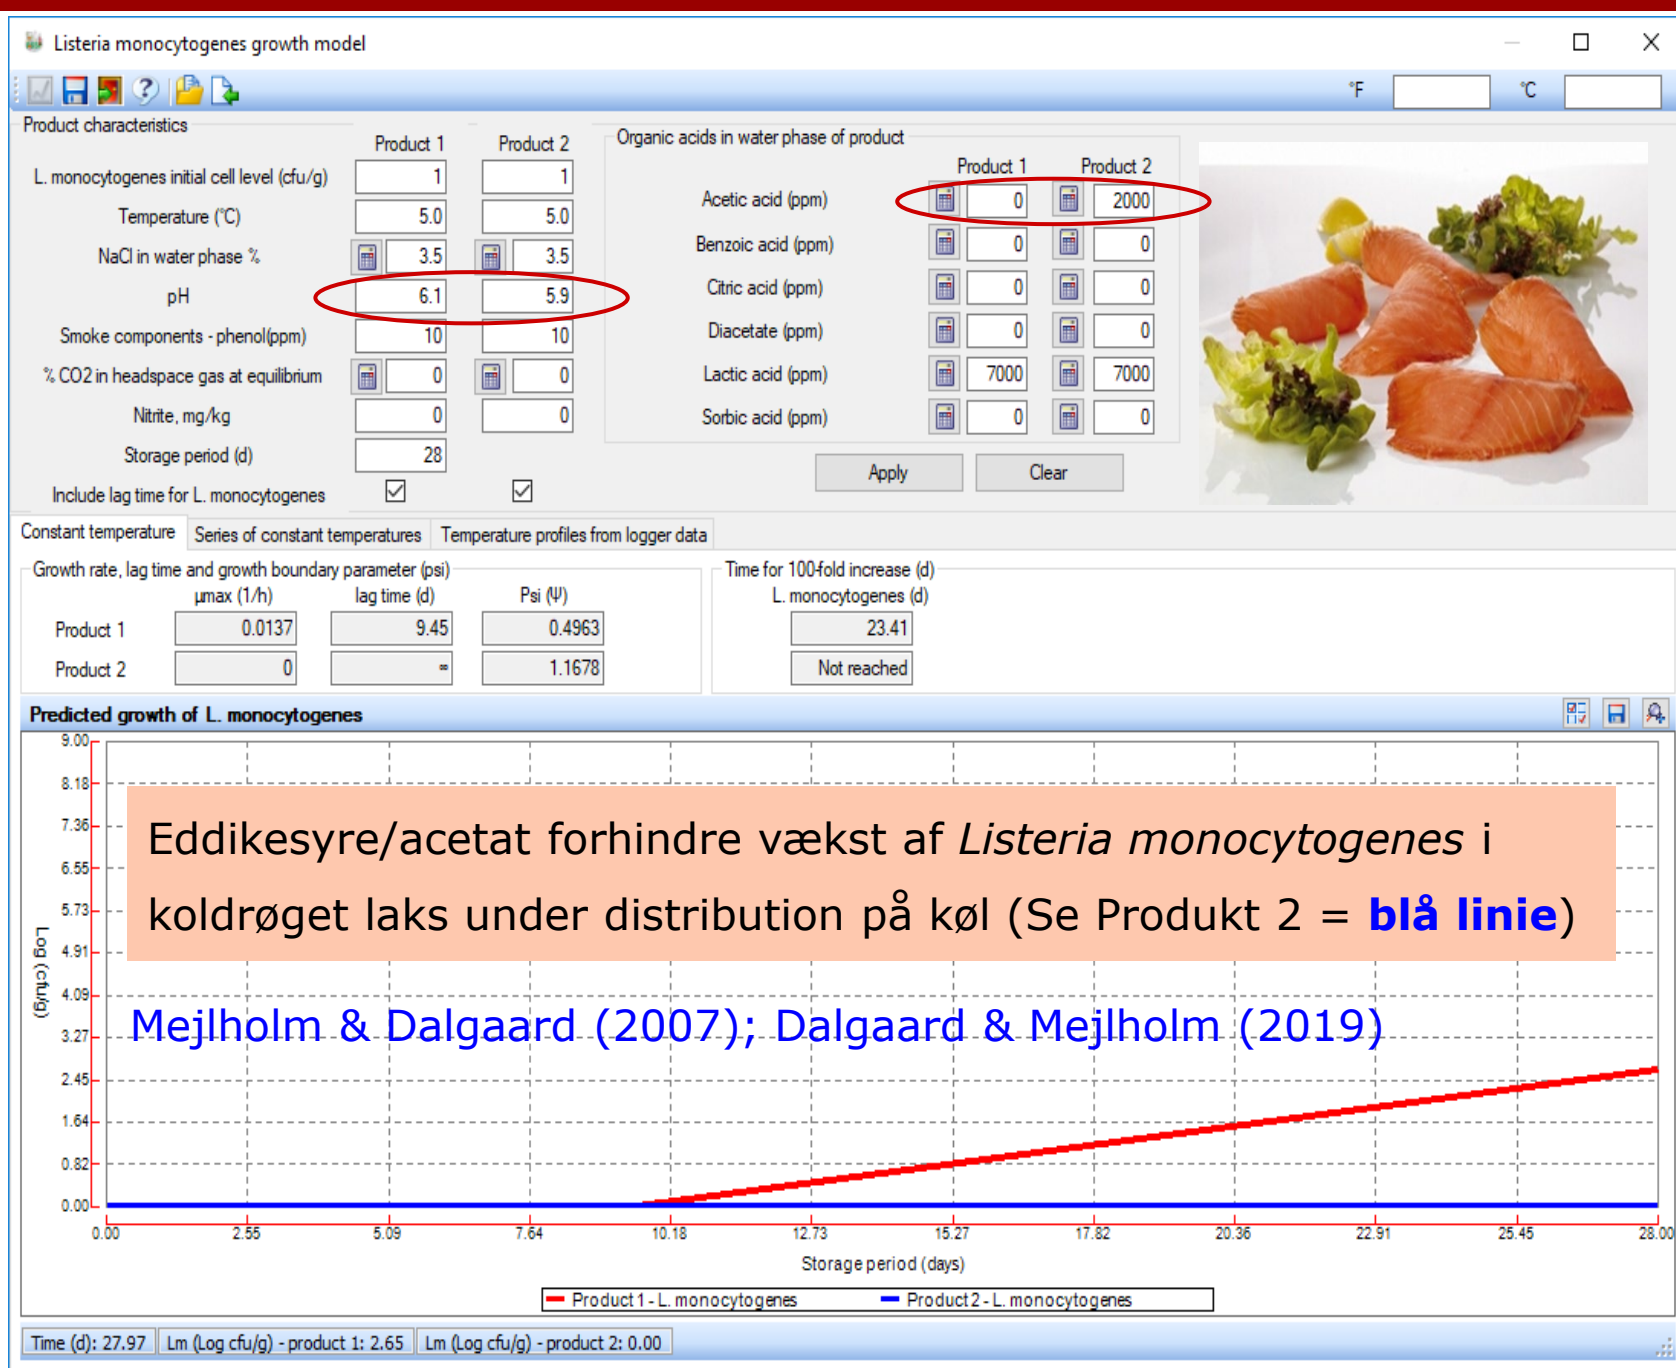 Listeria monocytogenes growth model
°F °C
Product characteristics
Product 1 Product 2
L. monocytogenes initial cell level (cfu/g) 1 1
Temperature (°C) 5.0 5.0
NaCl in water phase % 3.5 3.5
pH 6.1 5.9
Smoke components - phenol(ppm) 10 10
% CO2 in headspace gas at equilibrium 0 0
Nitrite, mg/kg 0 0
Storage period (d) 28
Include lag time for L. monocytogenes
Organic acids in water phase of product
Product 1 Product 2
Acetic acid (ppm) 0 2000
Benzoic acid (ppm) 0 0
Citric acid (ppm) 0 0
Diacetate (ppm) 0 0
Lactic acid (ppm) 7000 7000
Sorbic acid (ppm) 0 0
Apply Clear
Constant temperature Series of constant temperatures Temperature profiles from logger data
Growth rate, lag time and growth boundary parameter (psi)
µmax (1/h) lag time (d) Psi (Ψ)
Product 1 0.0137 9.45 0.4963
Product 2 0 ∞ 1.1678
Time for 100-fold increase (d)
L. monocytogenes (d)
23.41
Not reached
Predicted growth of L. monocytogenes
9.00
8.18
7.36
6.55
5.73
4.91
4.09
3.27
2.45
1.64
0.82
0.00
Log (cfu/g)
Eddikesyre/acetat forhindre vækst af Listeria monocytogenes i
koldrøget laks under distribution på køl (Se Produkt 2 = blå linie)
Mejlholm & Dalgaard (2007); Dalgaard & Mejlholm (2019)
0.00 2.55 5.09 7.64 10.18 12.73 15.27 17.82 20.36 22.91 25.45 28.00
Storage period (days)
Product 1 - L. monocytogenes Product 2 - L. monocytogenes
Time (d): 27.97 Lm (Log cfu/g) - product 1: 2.65 Lm (Log cfu/g) - product 2: 0.00